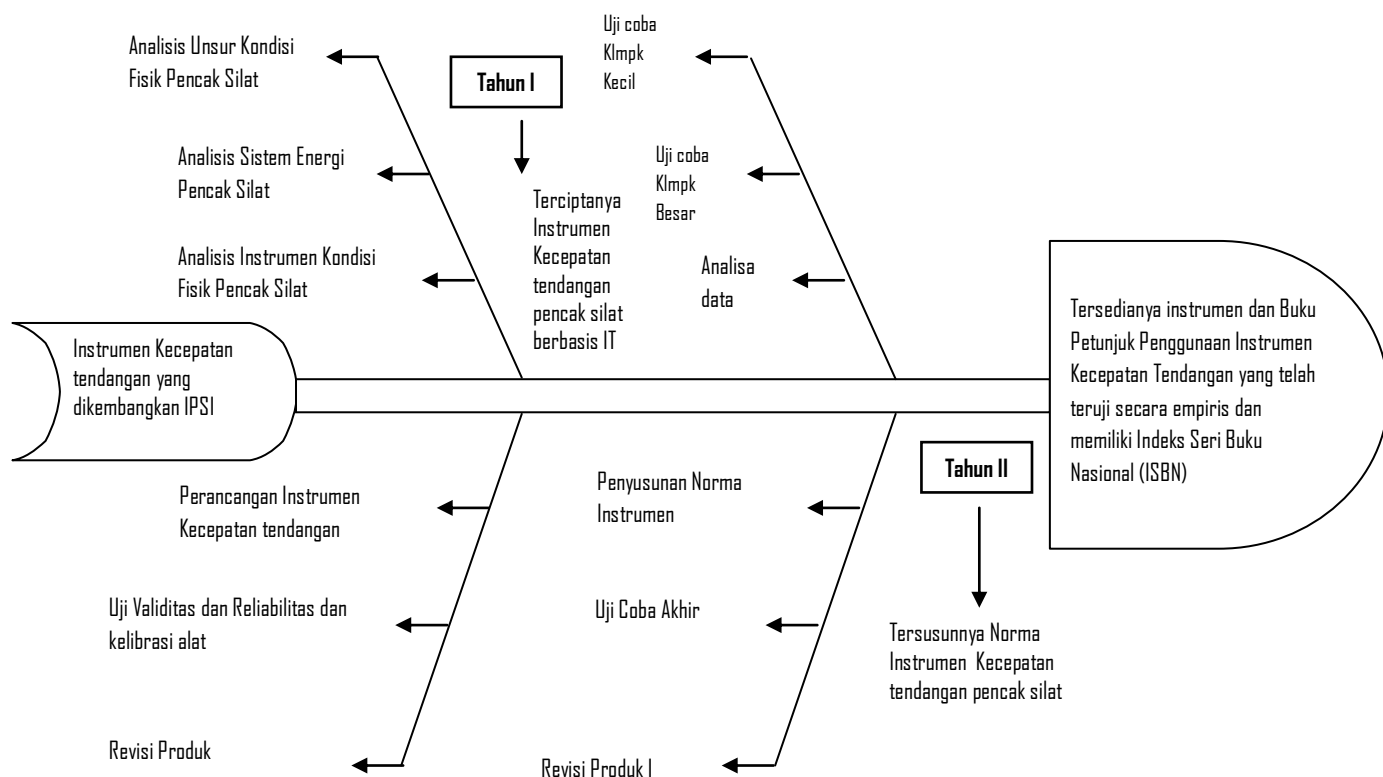 Analisis Unsur Kondisi
Fisik Pencak Silat
Tahun I
Uji coba
Klmpk
Kecil
Analisis Sistem Energi
Pencak Silat
Uji coba
Klmpk
Besar
Terciptanya
Instrumen
Kecepatan
tendangan
pencak silat
berbasis IT
Analisis Instrumen Kondisi
Fisik Pencak Silat
Analisa
data
Instrumen Kecepatan
tendangan yang
dikembangkan IPSI
Tersedianya instrumen dan Buku
Petunjuk Penggunaan Instrumen
Kecepatan Tendangan yang telah
teruji secara empiris dan
memiliki Indeks Seri Buku
Nasional (ISBN)
Perancangan Instrumen
Kecepatan tendangan
Penyusunan Norma
Instrumen
Tahun II
Uji Validitas dan Reliabilitas dan
kelibrasi alat
Uji Coba Akhir
Tersusunnya Norma
Instrumen Kecepatan
tendangan pencak silat
Revisi Produk
Revisi Produk I